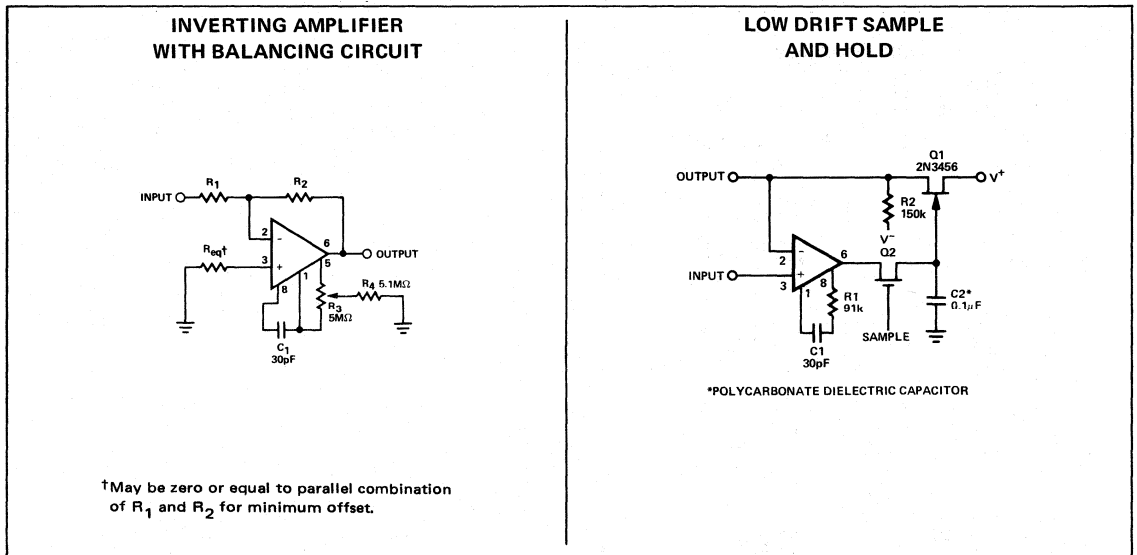 INVERTING AMPLIFIER
WITH BALANCING CIRCUIT
R1
R2
INPUT
2
-
6
OUTPUT
Req†
3
+
5
1
8
R4 5.1MΩ
R3
5MΩ
C1
30pF
†May be zero or equal to parallel combination
of R1 and R2 for minimum offset.
LOW DRIFT SAMPLE
AND HOLD
Q1
2N3456
OUTPUT
V+
R2
150k
V-
Q2
-
2
6
INPUT
+
3
1
8
R1
91k
C2*
0.1μF
SAMPLE
C1
30pF
*POLYCARBONATE DIELECTRIC CAPACITOR